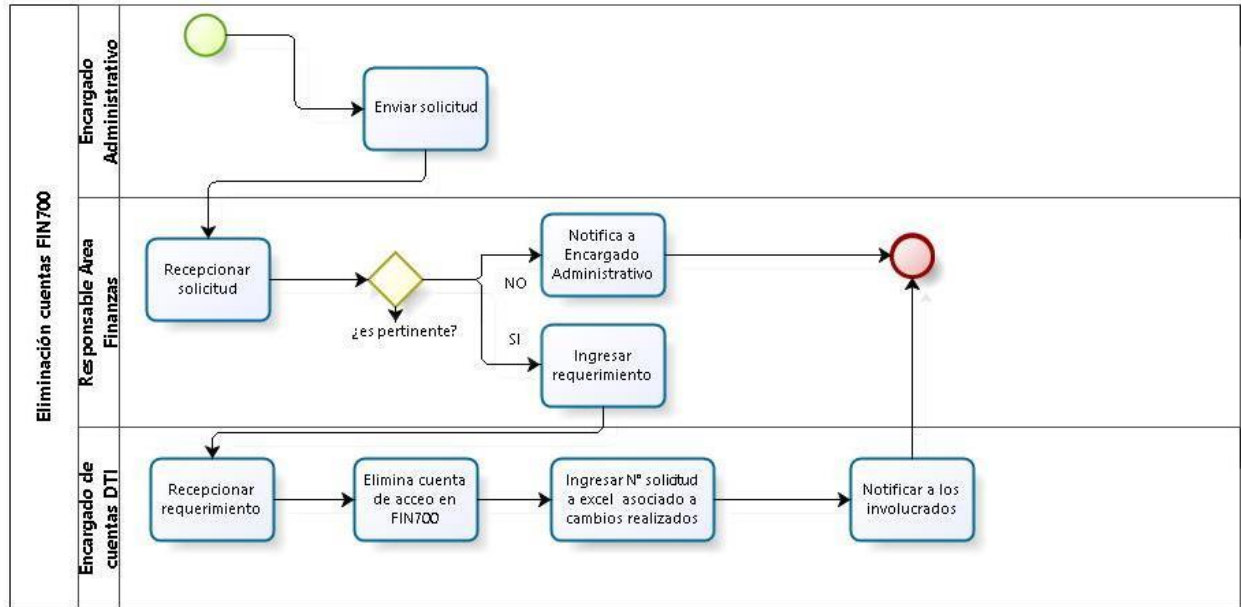 Eliminación cuentas FIN700
Encargado
Administrativo
Enviar solicitud
Responsable Area
Finanzas
Recepcionar
solicitud
¿es pertinente?
NO
SI
Notifica a
Encargado
Administrativo
Ingresar
requerimiento
Encargado de
cuentas DTI
Recepcionar
requerimiento
Elimina cuenta
de acceo en
FIN700
Ingresar N° solicitud
a excel asociado a
cambios realizados
Notificar a los
involucrados